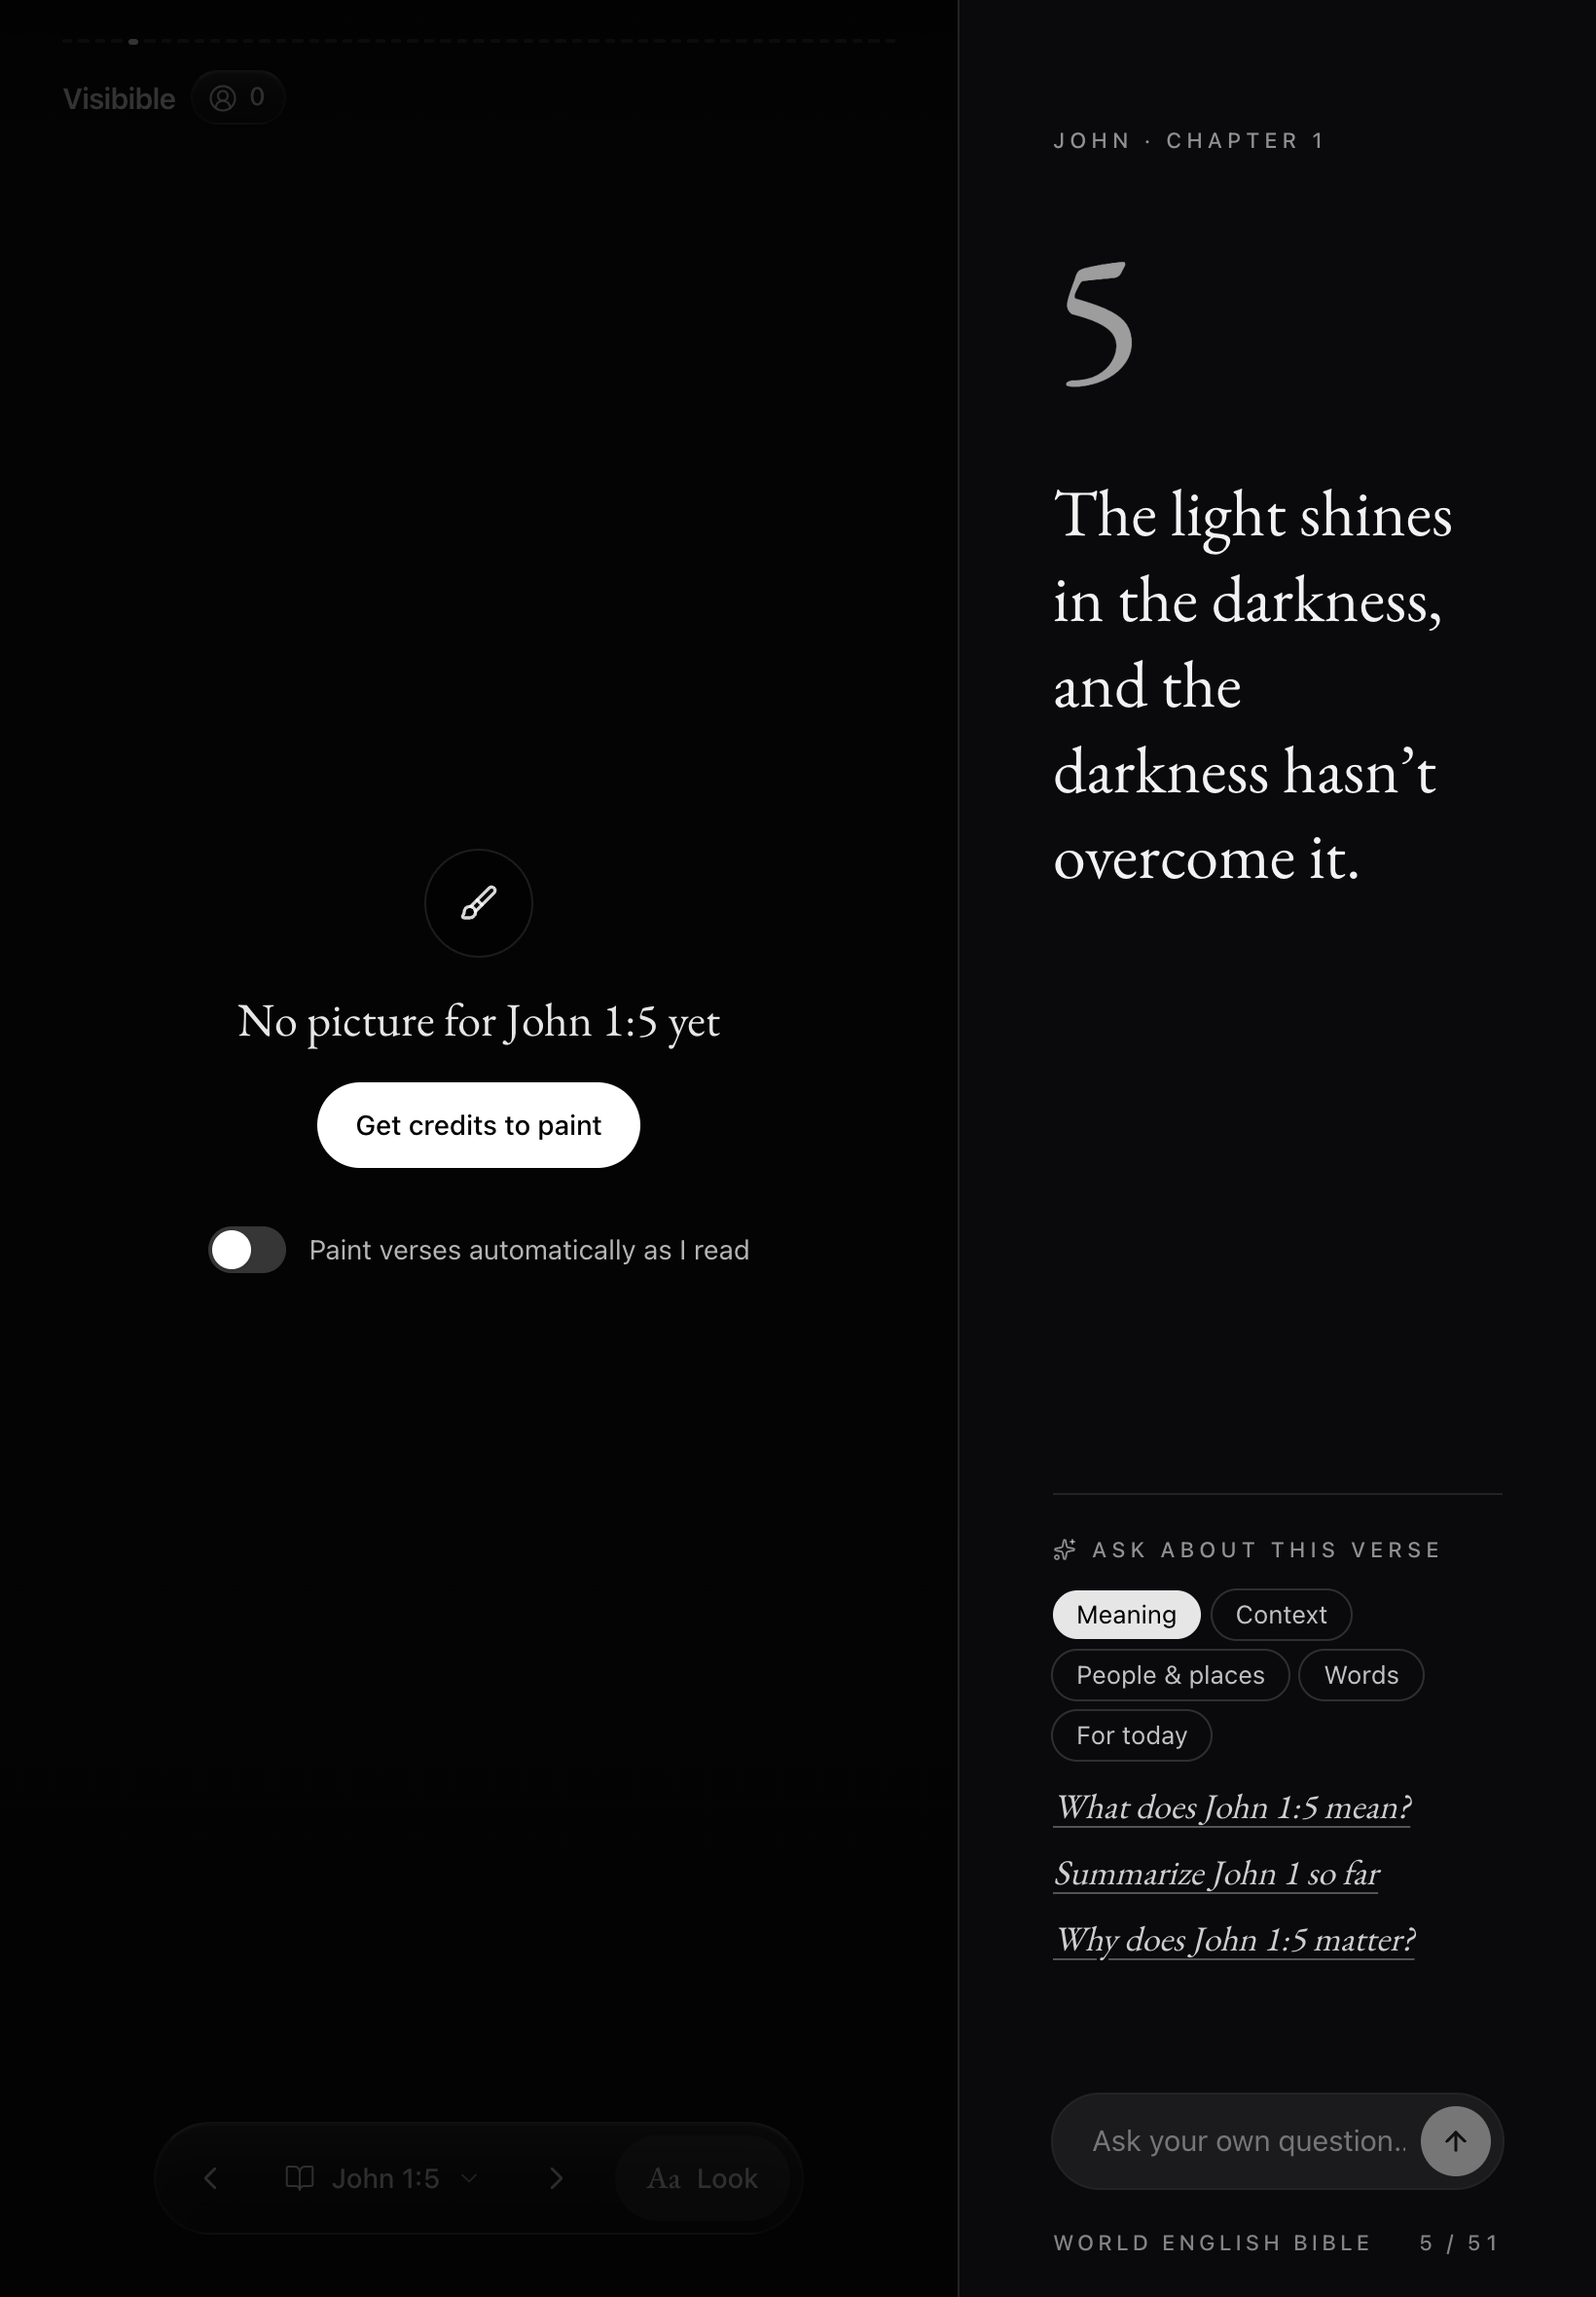 Visibible 0
No picture for John 1:5 yet
Get credits to paint
Paint verses automatically as I read
John 1:5
Aa Look
JOHN · CHAPTER 1
5
The light shines
in the darkness,
and the
darkness hasn’t
overcome it.
ASK ABOUT THIS VERSE
Meaning Context
People & places Words
For today
What does John 1:5 mean?
Summarize John 1 so far
Why does John 1:5 matter?
Ask your own question..
WORLD ENGLISH BIBLE 5 / 51